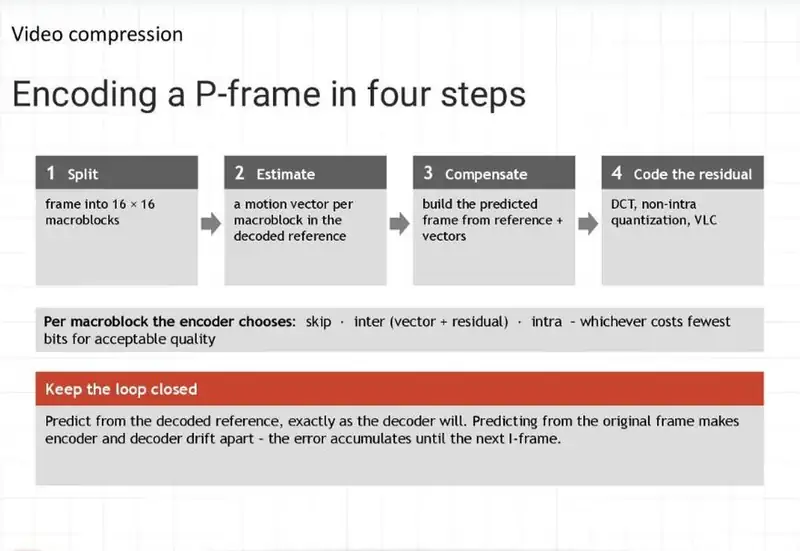 Video compression
Encoding a P-frame in four steps
1 Split
frame into 16 × 16
macroblocks
2 Estimate
a motion vector per
macroblock in the
decoded reference
3 Compensate
build the predicted
frame from reference +
vectors
4 Code the residual
DCT, non-intra
quantization, VLC
Per macroblock the encoder chooses: skip · inter (vector + residual) · intra – whichever costs fewest
bits for acceptable quality
Keep the loop closed
Predict from the decoded reference, exactly as the decoder will. Predicting from the original frame makes
encoder and decoder drift apart – the error accumulates until the next I-frame.